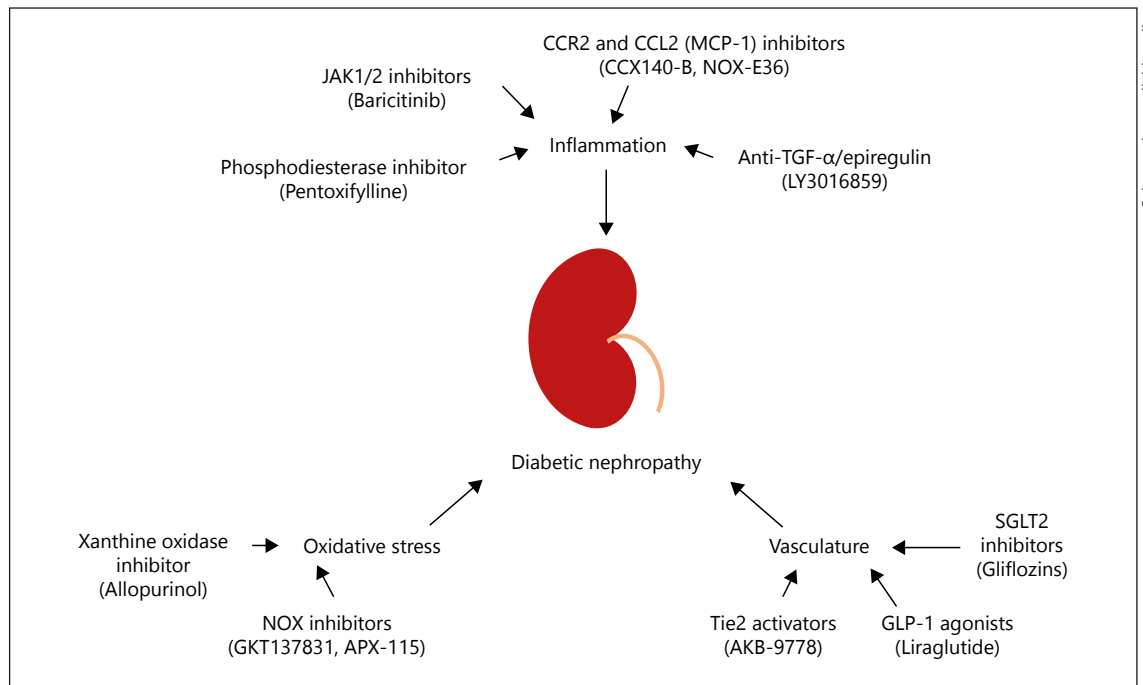 CCR2 and CCL2 (MCP-1) inhibitors
(CCX140-B, NOX-E36)
JAK1/2 inhibitors
(Baricitinib)
Inflammation
Phosphodiesterase inhibitor
(Pentoxifylline)
Anti-TGF-α/epiregulin
(LY3016859)
Diabetic nephropathy
Xanthine oxidase
inhibitor
(Allopurinol)
Oxidative stress
NOX inhibitors
(GKT137831, APX-115)
Vasculature
SGLT2
inhibitors
(Gliflozins)
Tie2 activators
(AKB-9778)
GLP-1 agonists
(Liraglutide)